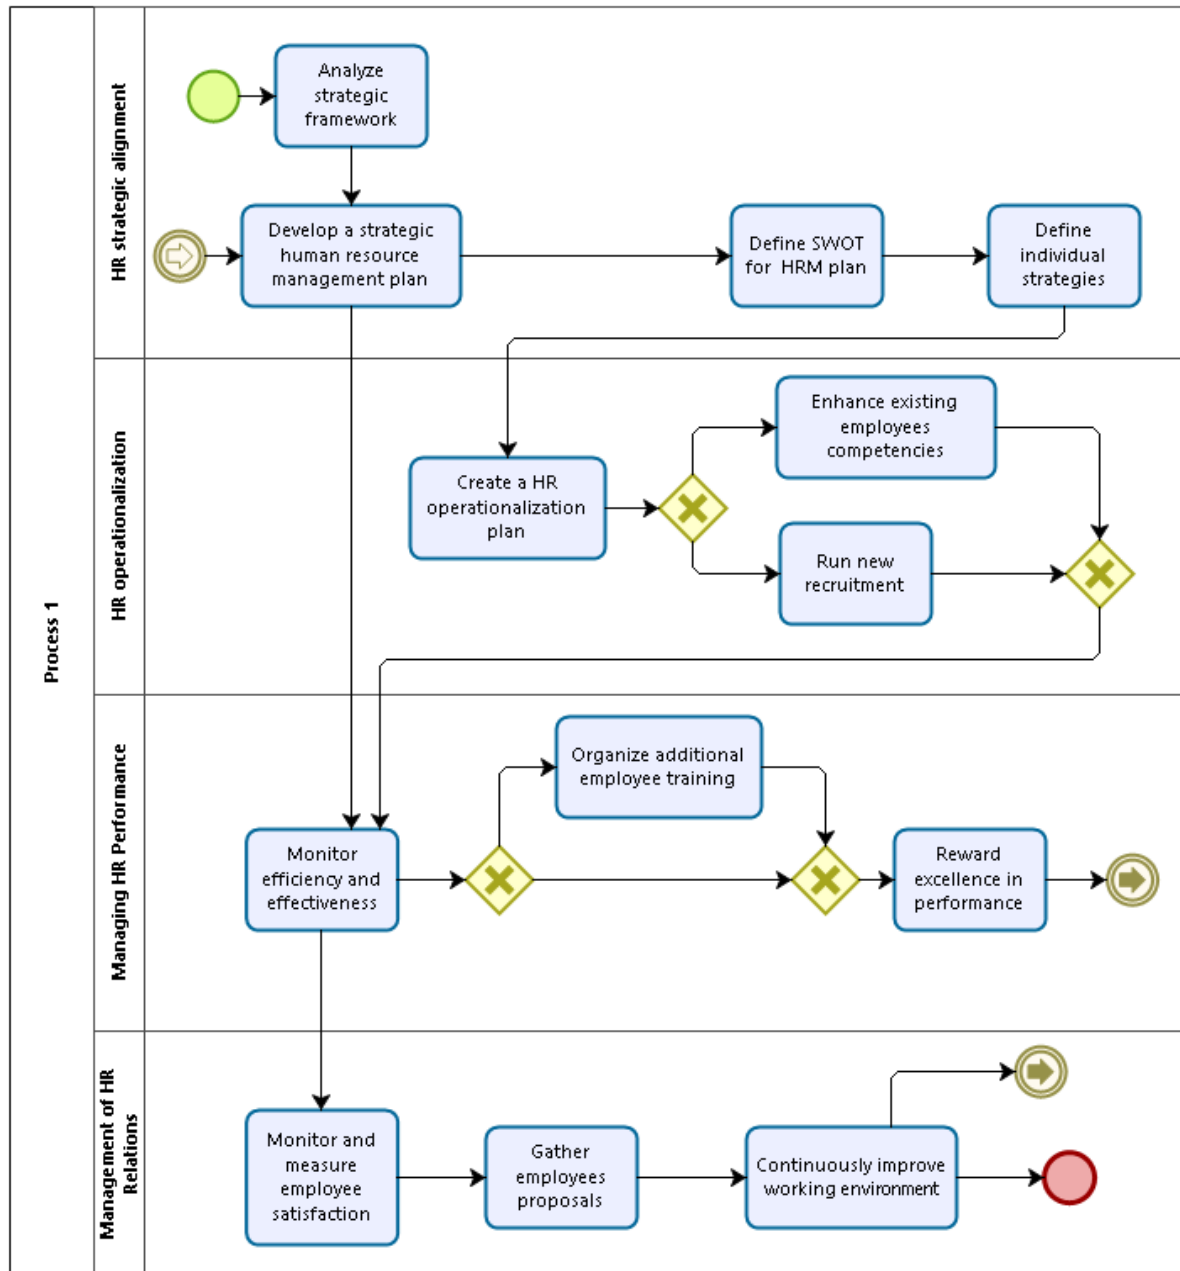 Process 1
HR strategic alignment
Analyze
strategic
framework
Develop a strategic
human resource
management plan
Define SWOT
for  HRM plan
Define
individual
strategies
HR operationalization
Create a HR
operationalization
plan
Enhance existing
employees
competencies
Run new
recruitment
Managing HR Performance
Organize additional
employee training
Monitor
efficiency and
effectiveness
Reward
excellence in
performance
Management of HR
Relations
Monitor and
measure
employee
satisfaction
Gather
employees
proposals
Continuously improve
working environment